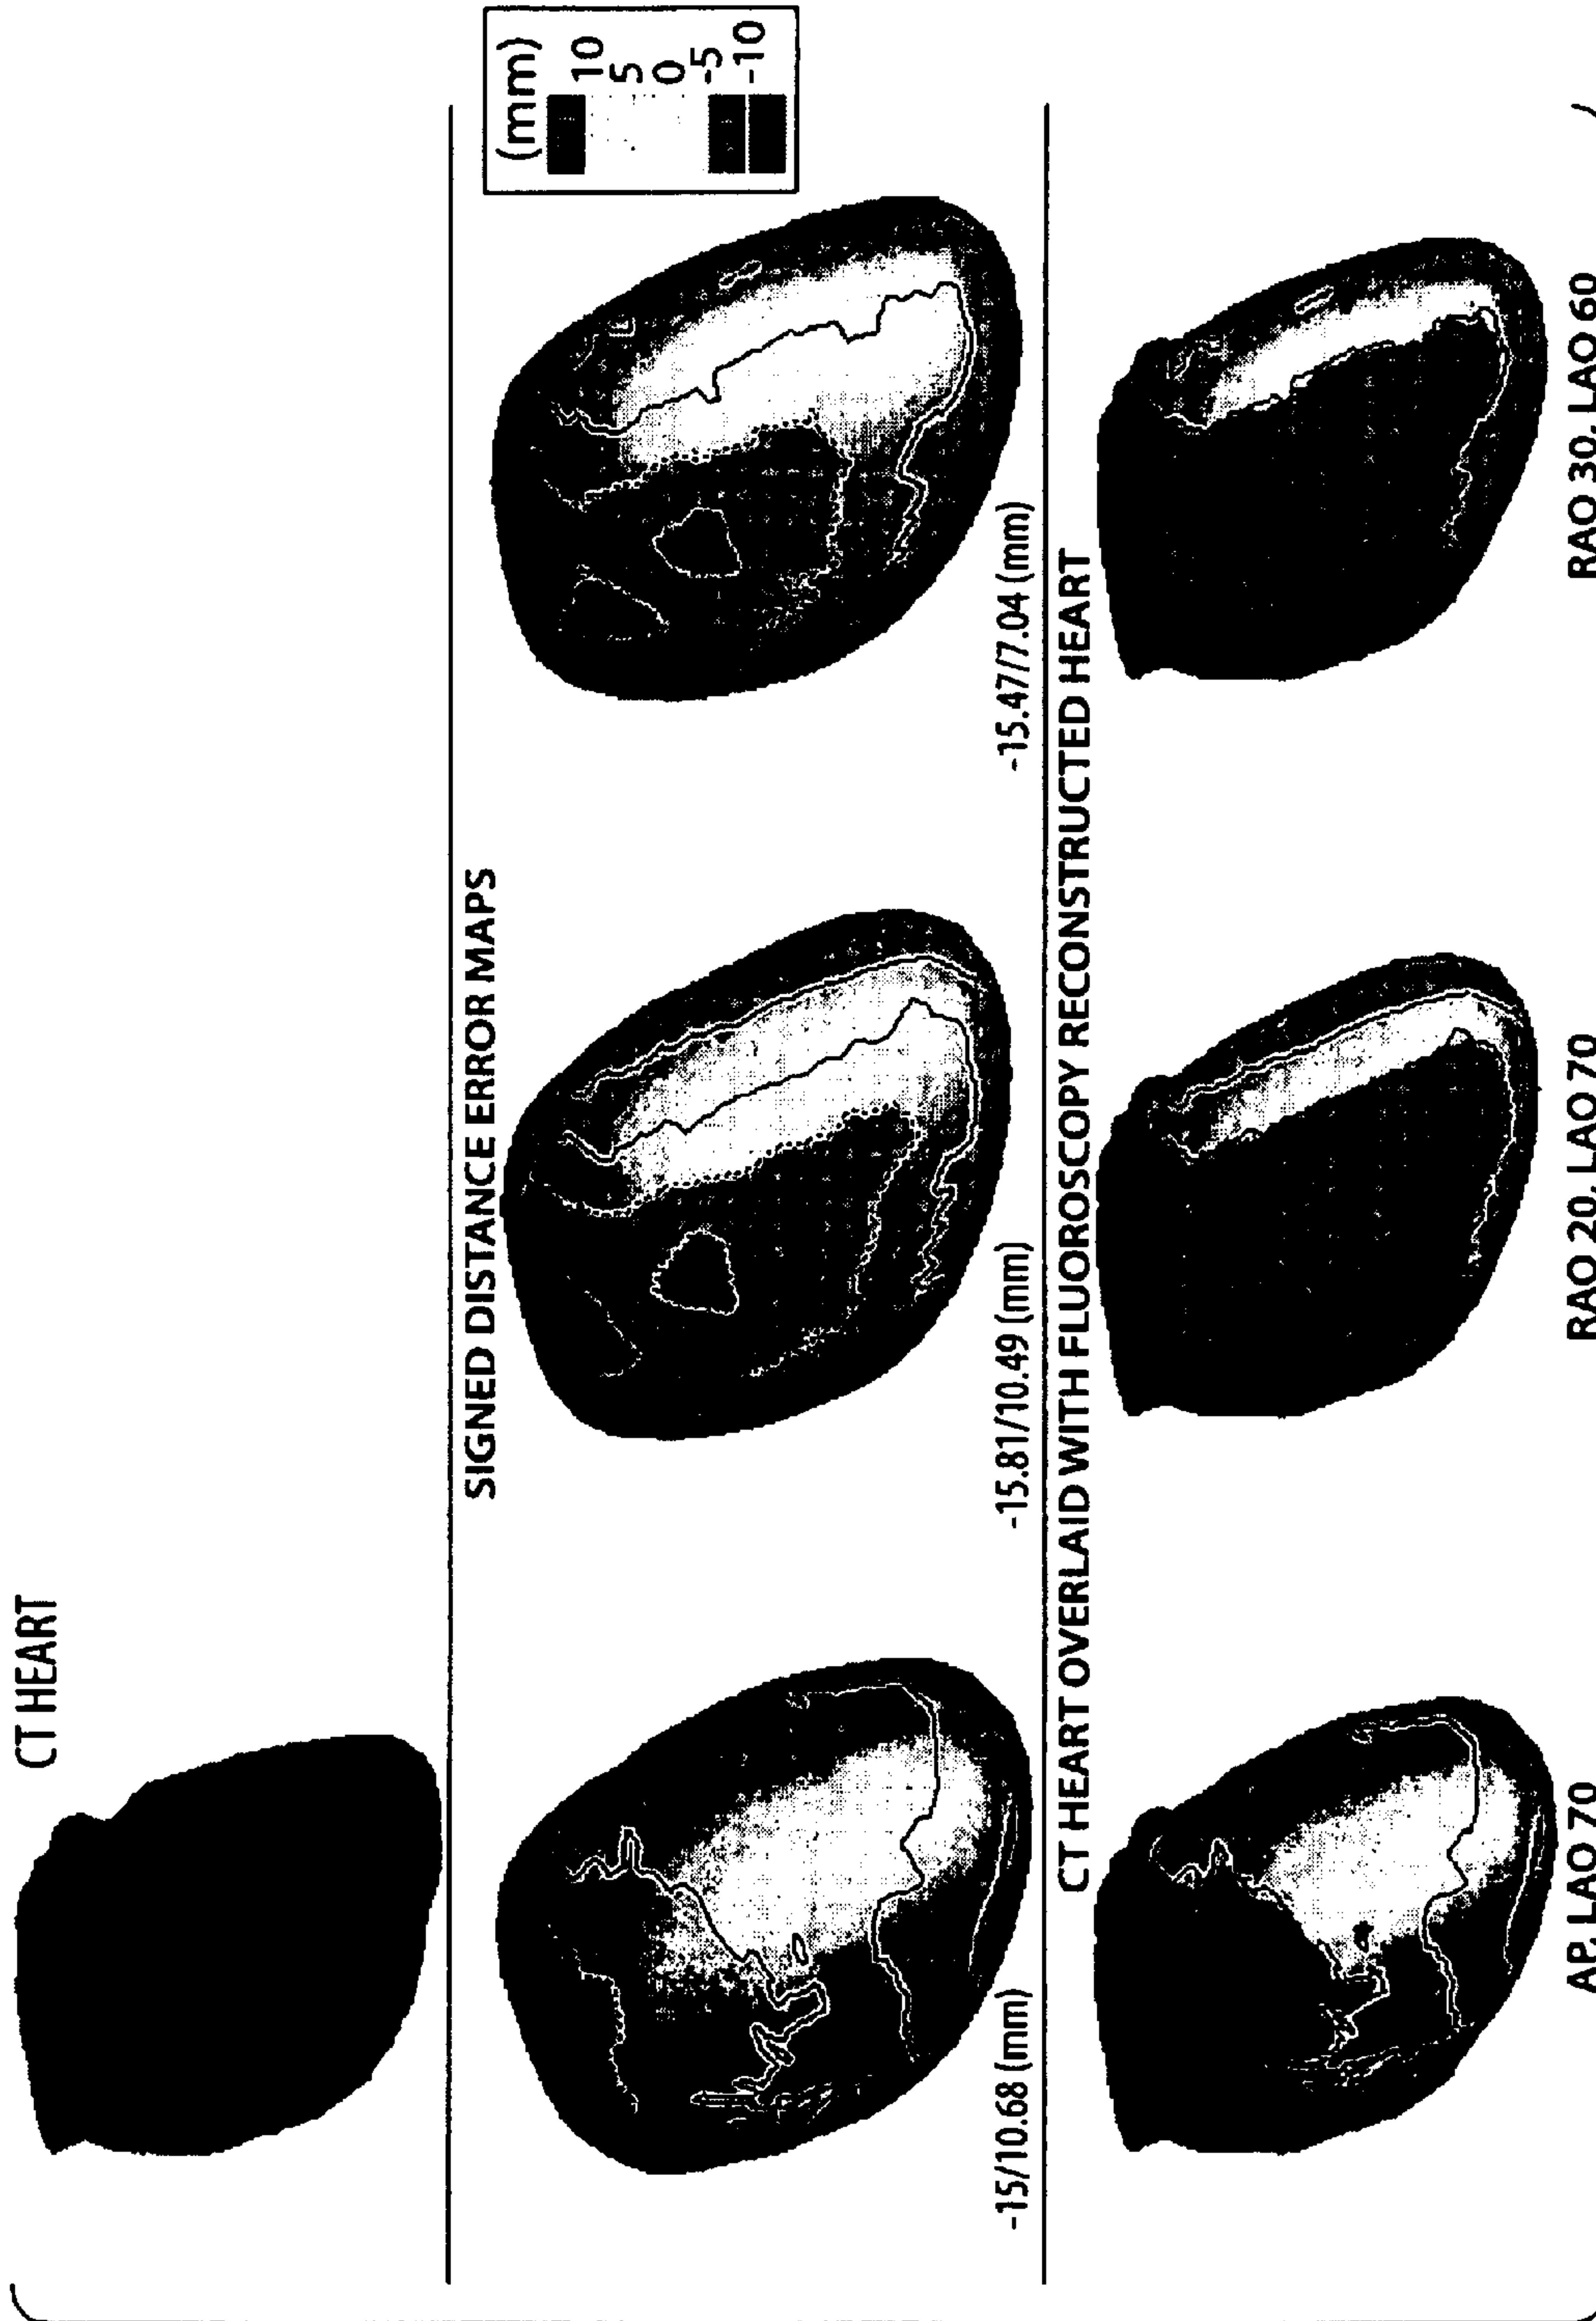 CT HEART
SIGNED DISTANCE ERROR MAPS
(mm)
10
5
0
-5
-10
-15/10.68 (mm)
-15.81/10.49 (mm)
-15.47/7.04 (mm)
CT HEART OVERLAID WITH FLUOROSCOPY RECONSTRUCTED HEART
AP, LAO 70
RAO 20, LAO 70
RAO 30, LAO 60